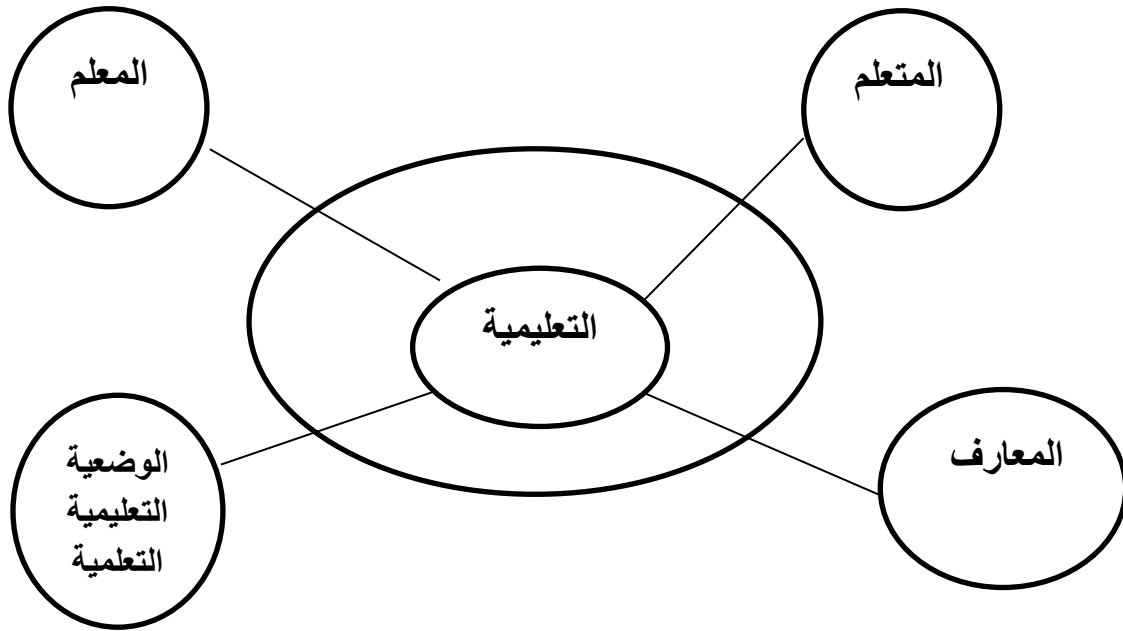 المتعلم
المعلم
التعليمية
المعارف
الوضعية
التعليمية
التعلمية